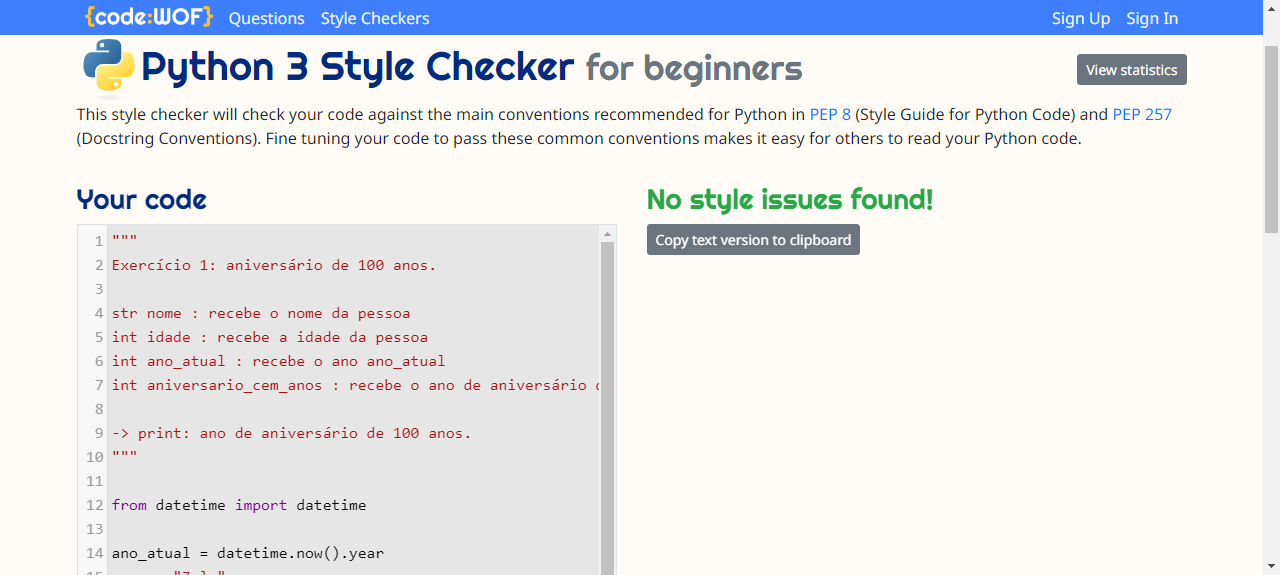 {code:WOF} Questions Style Checkers Sign Up Sign In
Python 3 Style Checker for beginners
View statistics
This style checker will check your code against the main conventions recommended for Python in PEP 8 (Style Guide for Python Code) and PEP 257
(Docstring Conventions). Fine tuning your code to pass these common conventions makes it easy for others to read your Python code.
Your code
1 """
2 Exercício 1: aniversário de 100 anos.
3
4 str nome : recebe o nome da pessoa
5 int idade : recebe a idade da pessoa
6 int ano_atual : recebe o ano ano_atual
7 int aniversario_cem_anos : recebe o ano de aniversário
8
9 -> print: ano de aniversário de 100 anos.
10 """
11
12 from datetime import datetime
13
14 ano_atual = datetime.now().year
No style issues found!
Copy text version to clipboard